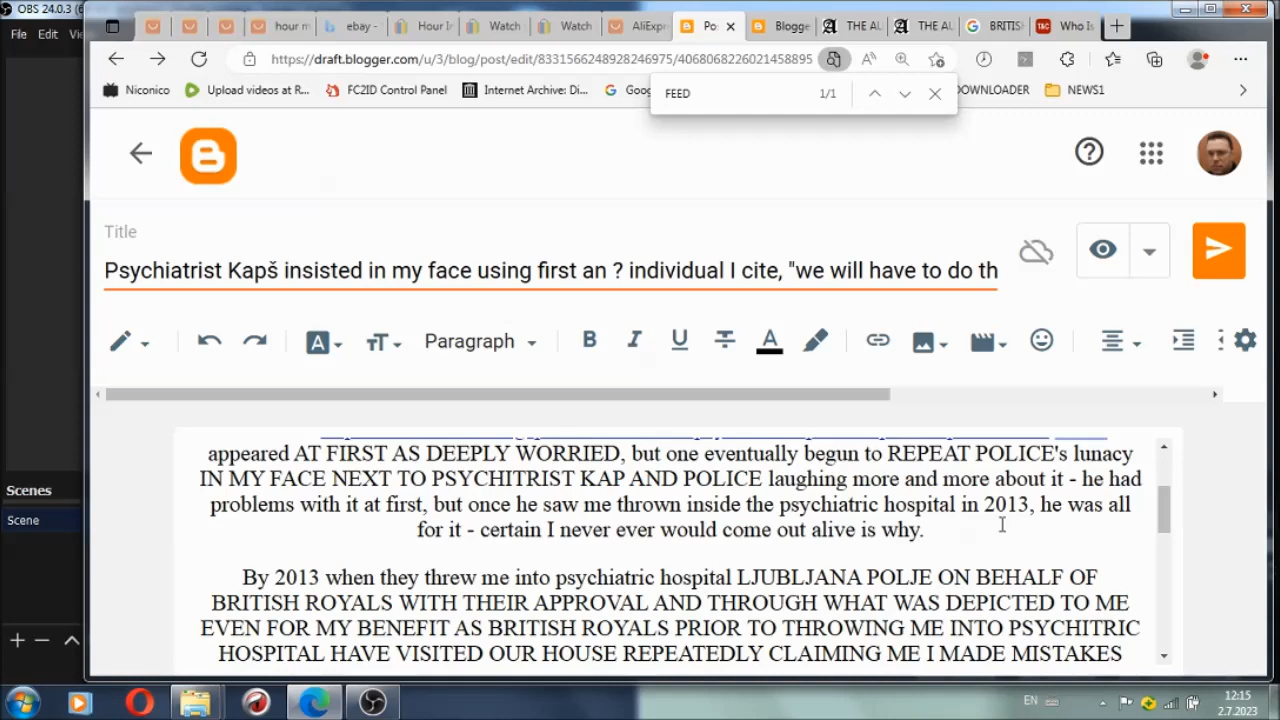 OBS 24.0.3 (6
File Edit Vi
hour m
ebay -
Hour In
Watch
Watch
AliExpr
Po
Blogge
THE AU
THE AU
BRITISH
Who Is
https://draft.blogger.com/u/3/blog/post/edit/8331566248928246975/4068068226021458895
Niconico
Upload videos at R...
FC2ID Control Panel
Internet Archive: Di...
Goog
OWNLOADER
NEWS1
FEED
1/1
Title
Psychiatrist Kapš insisted in my face using first an ? individual I cite, "we will have to do th
Paragraph
appeared AT FIRST AS DEEPLY WORRIED, but one eventually begun to REPEAT POLICE's lunacy
IN MY FACE NEXT TO PSYCHITRIST KAP AND POLICE laughing more and more about it - he had
problems with it at first, but once he saw me thrown inside the psychiatric hospital in 2013, he was all
for it - certain I never ever would come out alive is why.
By 2013 when they threw me into psychiatric hospital LJUBLJANA POLJE ON BEHALF OF
BRITISH ROYALS WITH THEIR APPROVAL AND THROUGH WHAT WAS DEPICTED TO ME
EVEN FOR MY BENEFIT AS BRITISH ROYALS PRIOR TO THROWING ME INTO PSYCHITRIC
HOSPITAL HAVE VISITED OUR HOUSE REPEATEDLY CLAIMING ME I MADE MISTAKES
Scenes
Scene
EN
12:15
2.7.2023